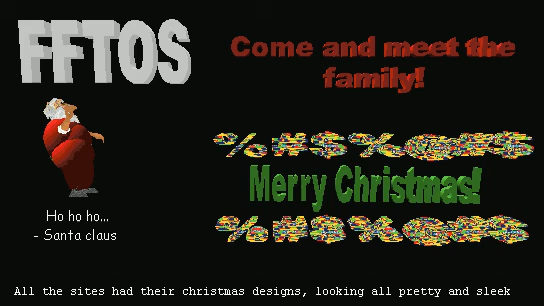 FFTOS
Come and meet the
family!
%#$%@#$
Merry Christmas!
%#$%@#$
Ho ho ho...
- Santa claus
All the sites had their christmas designs, looking all pretty and sleek